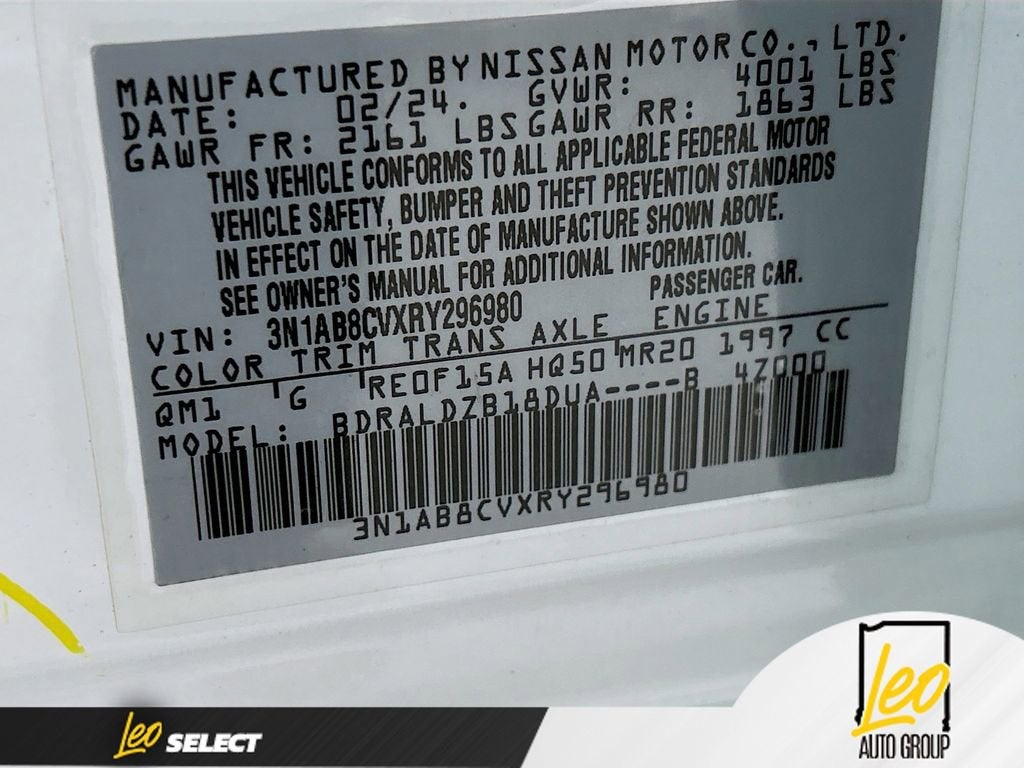 MANUFACTURED BY NISSAN MOTOR CO., LTD.
DATE: 02/24. GVWR: 4001 LBS
GAWR FR: 2161 LBS GAWR RR: 1863 LBS
THIS VEHICLE CONFORMS TO ALL APPLICABLE FEDERAL MOTOR
VEHICLE SAFETY, BUMPER AND THEFT PREVENTION STANDARDS
IN EFFECT ON THE DATE OF MANUFACTURE SHOWN ABOVE.
SEE OWNER'S MANUAL FOR ADDITIONAL INFORMATION.
VIN: 3N1AB8CVXRY296980 PASSENGER CAR.
COLOR TRIM TRANS AXLE ENGINE
QM1 G RE0F15A HQ50 MR20 1997 CC
MODEL: BDRALDZB18DUA----B 4Z000
3N1AB8CVXRY296980
Leo
AUTO GROUP
Leo SELECT